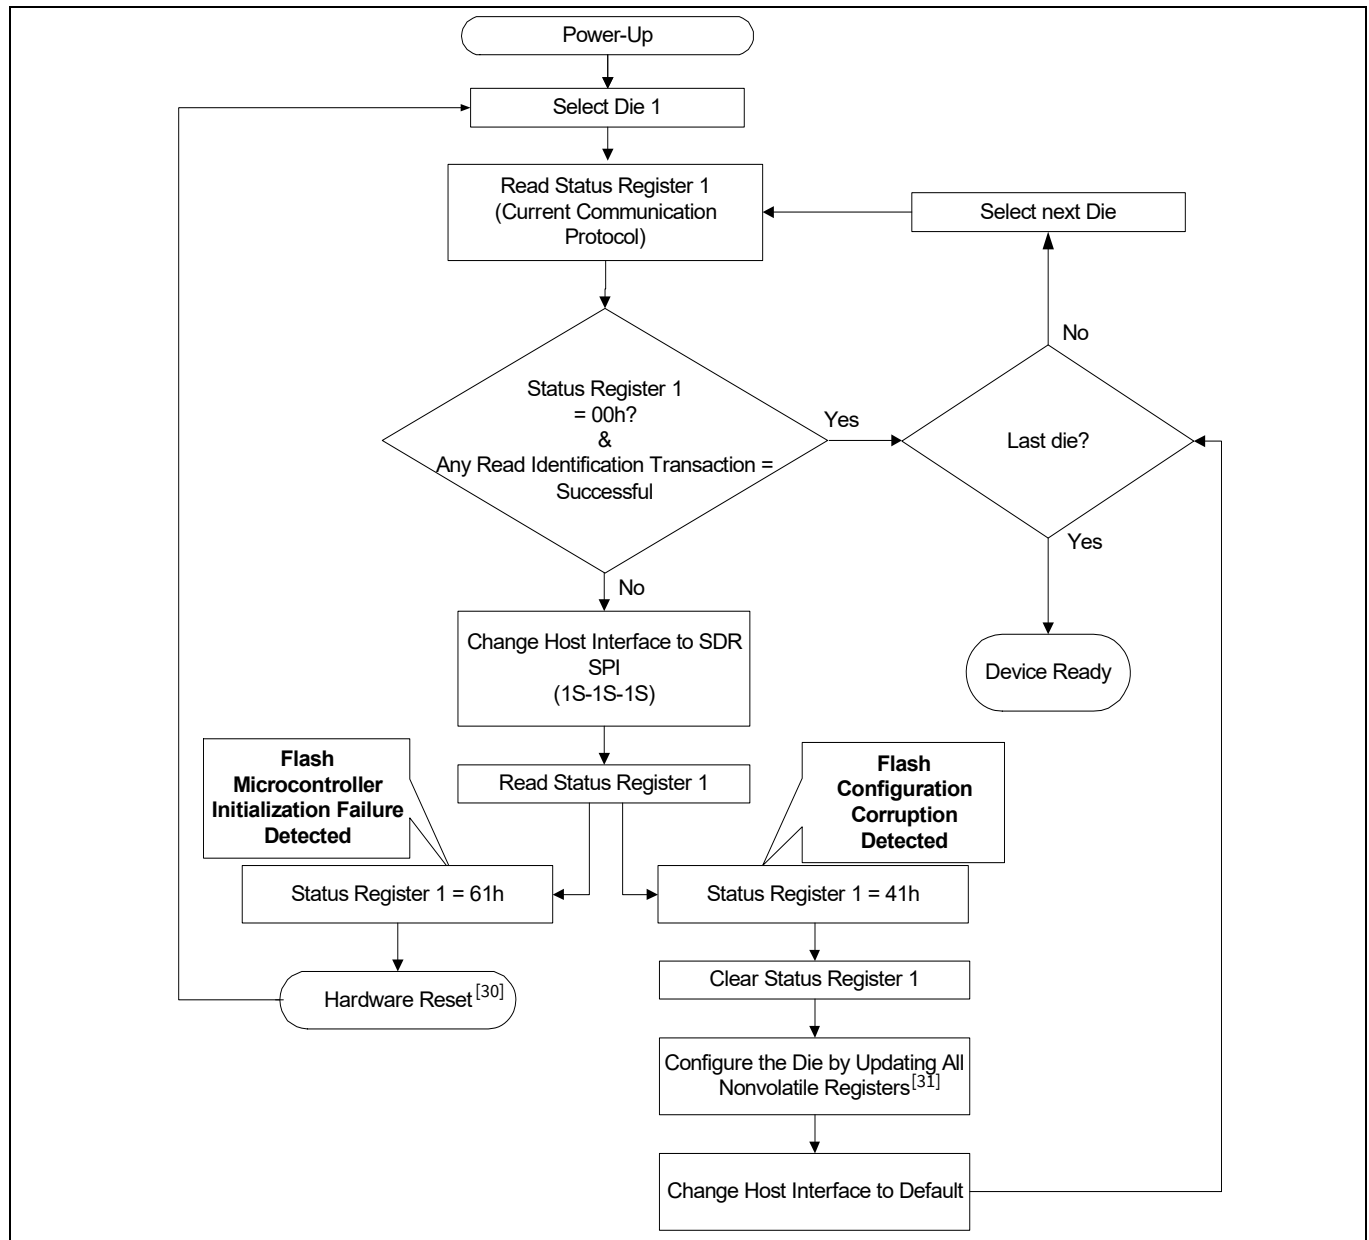 Power-Up
Select Die 1
Read Status Register 1
(Current Communication
Protocol)
Select next Die
No
Status Register 1
= 00h?
&
Any Read Identification Transaction =
Successful
Yes
Last die?
Yes
No
Change Host Interface to SDR
SPI
(1S-1S-1S)
Device Ready
Flash
Microcontroller
Initialization Failure
Detected
Read Status Register 1
Flash
Configuration
Corruption
Detected
Status Register 1 = 61h
Status Register 1 = 41h
Hardware Reset[30]
Clear Status Register 1
Configure the Die by Updating All
Nonvolatile Registers[31]
Change Host Interface to Default